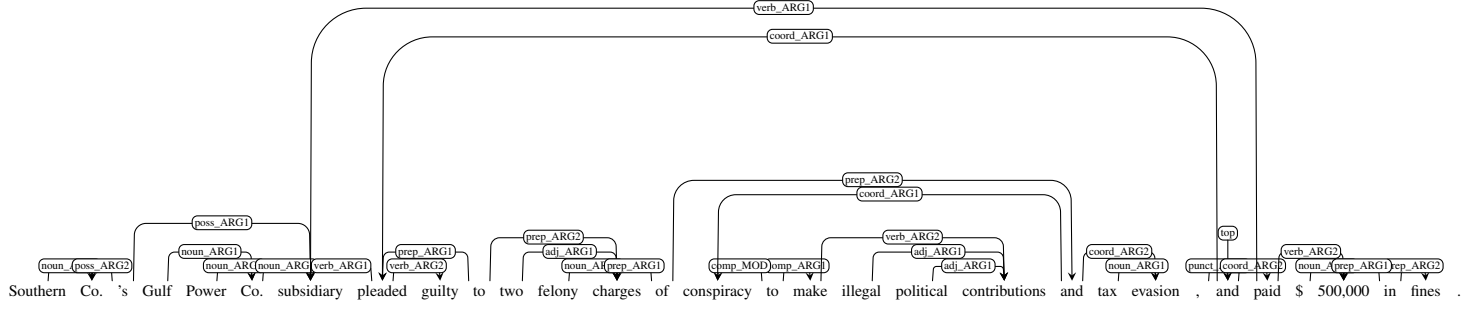 verb_ARG1
coord_ARG1
prep_ARG2
coord_ARG1
poss_ARG1 top
prep_ARG2 verb_ARG2
noun_ARG1 prep_ARG1 adj_ARG1 adj_ARG1 coord_ARG2 verb_ARG2
poss_ARG2 verb_ARG1 verb_ARG2 prep_ARG1 comp_MOD adj_ARG1 noun_ARG1 coord_ARG2 prep_ARG1
Southern Co. 's Gulf Power Co. subsidiary pleaded guilty to two felony charges of conspiracy to make illegal political contributions and tax evasion , and paid $ 500,000 in fines .